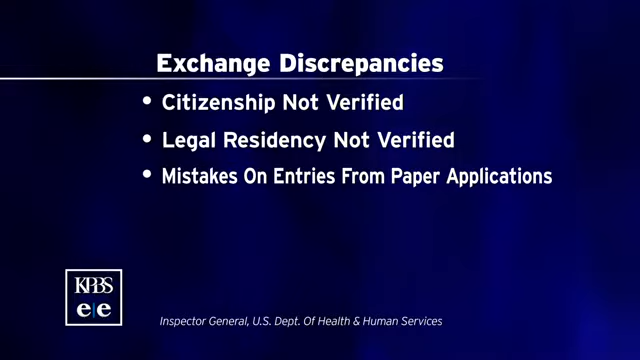 Exchange Discrepancies
• Citizenship Not Verified
• Legal Residency Not Verified
• Mistakes On Entries From Paper Applications
KPBS
e|e
Inspector General, U.S. Dept. Of Health & Human Services